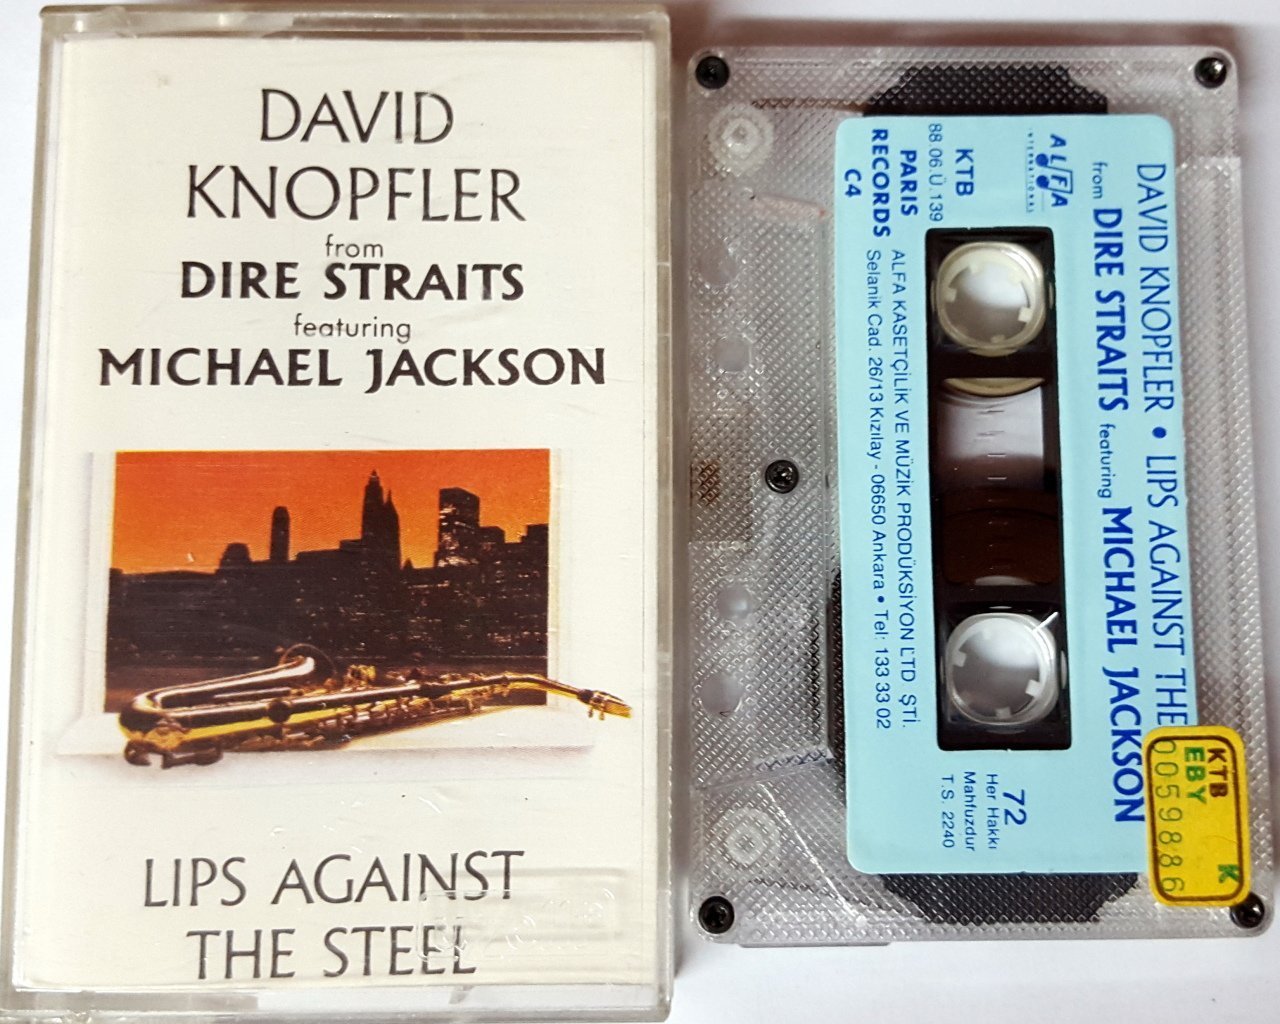 DAVID
KNOPFLER
from
DIRE STRAITS
featuring
MICHAEL JACKSON
LIPS AGAINST
THE STEEL
DAVID KNOPFLER • LIPS AGAINST THE
from DIRE STRAITS featuring MICHAEL JACKSON
ALFA
INTERNATIONAL
KTB
88.06.Ü.139
PARIS
RECORDS
C4
72
Her Hakkı
Mahfuzdur
T.S. 2240
ALFA KASETÇİLİK VE MÜZİK PRODÜKSİYON LTD ŞTİ.
Selanik Cad. 26/13 Kızılay - 06650 Ankara • Tel: 133 33 02
KTB K
EBY
0059886